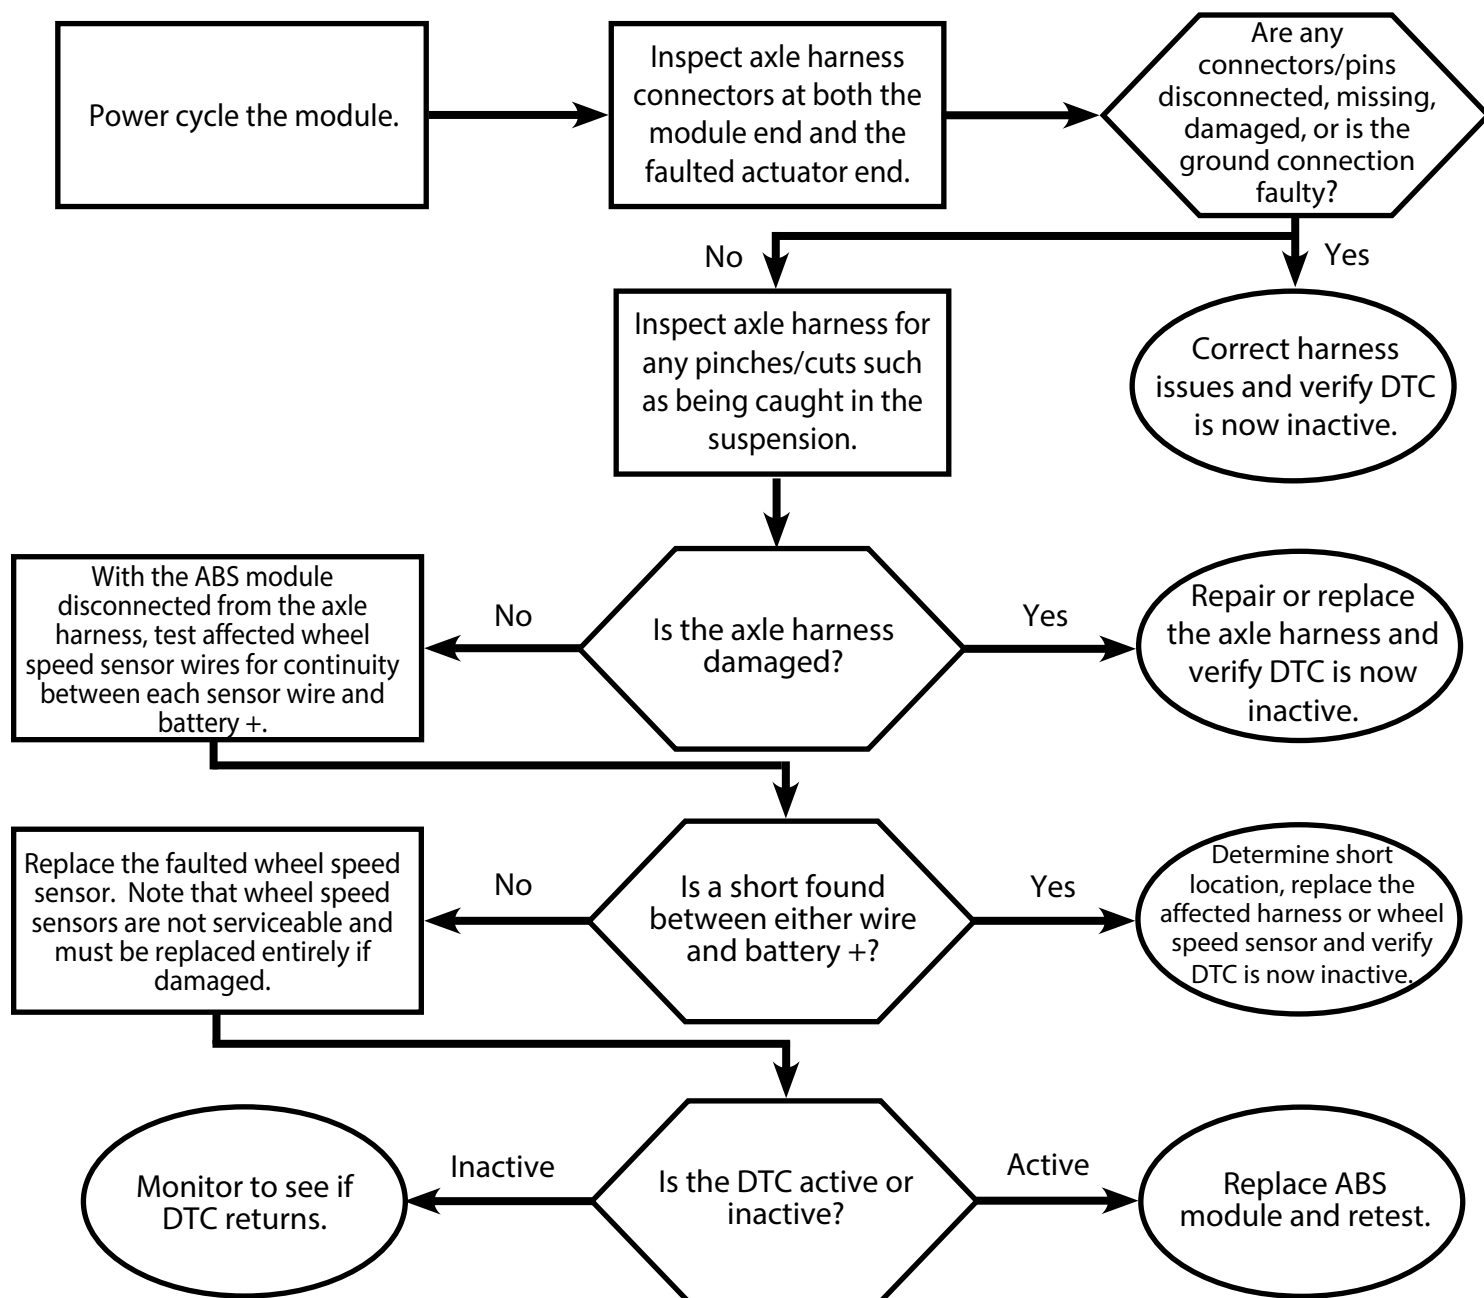 Power cycle the module.
Inspect axle harness
connectors at both the
module end and the
faulted actuator end.
Are any
connectors/pins
disconnected, missing,
damaged, or is the
ground connection
faulty?
No
Yes
Inspect axle harness for
any pinches/cuts such
as being caught in the
suspension.
Correct harness
issues and verify DTC
is now inactive.
With the ABS module
disconnected from the axle
harness, test affected wheel
speed sensor wires for continuity
between each sensor wire and
battery +.
No
Is the axle harness
damaged?
Yes
Repair or replace
the axle harness and
verify DTC is now
inactive.
Replace the faulted wheel speed
sensor.  Note that wheel speed
sensors are not serviceable and
must be replaced entirely if
damaged.
No
Is a short found
between either wire
and battery +?
Yes
Determine short
location, replace the
affected harness or wheel
speed sensor and verify
DTC is now inactive.
Monitor to see if
DTC returns.
Inactive
Is the DTC active or
inactive?
Active
Replace ABS
module and retest.